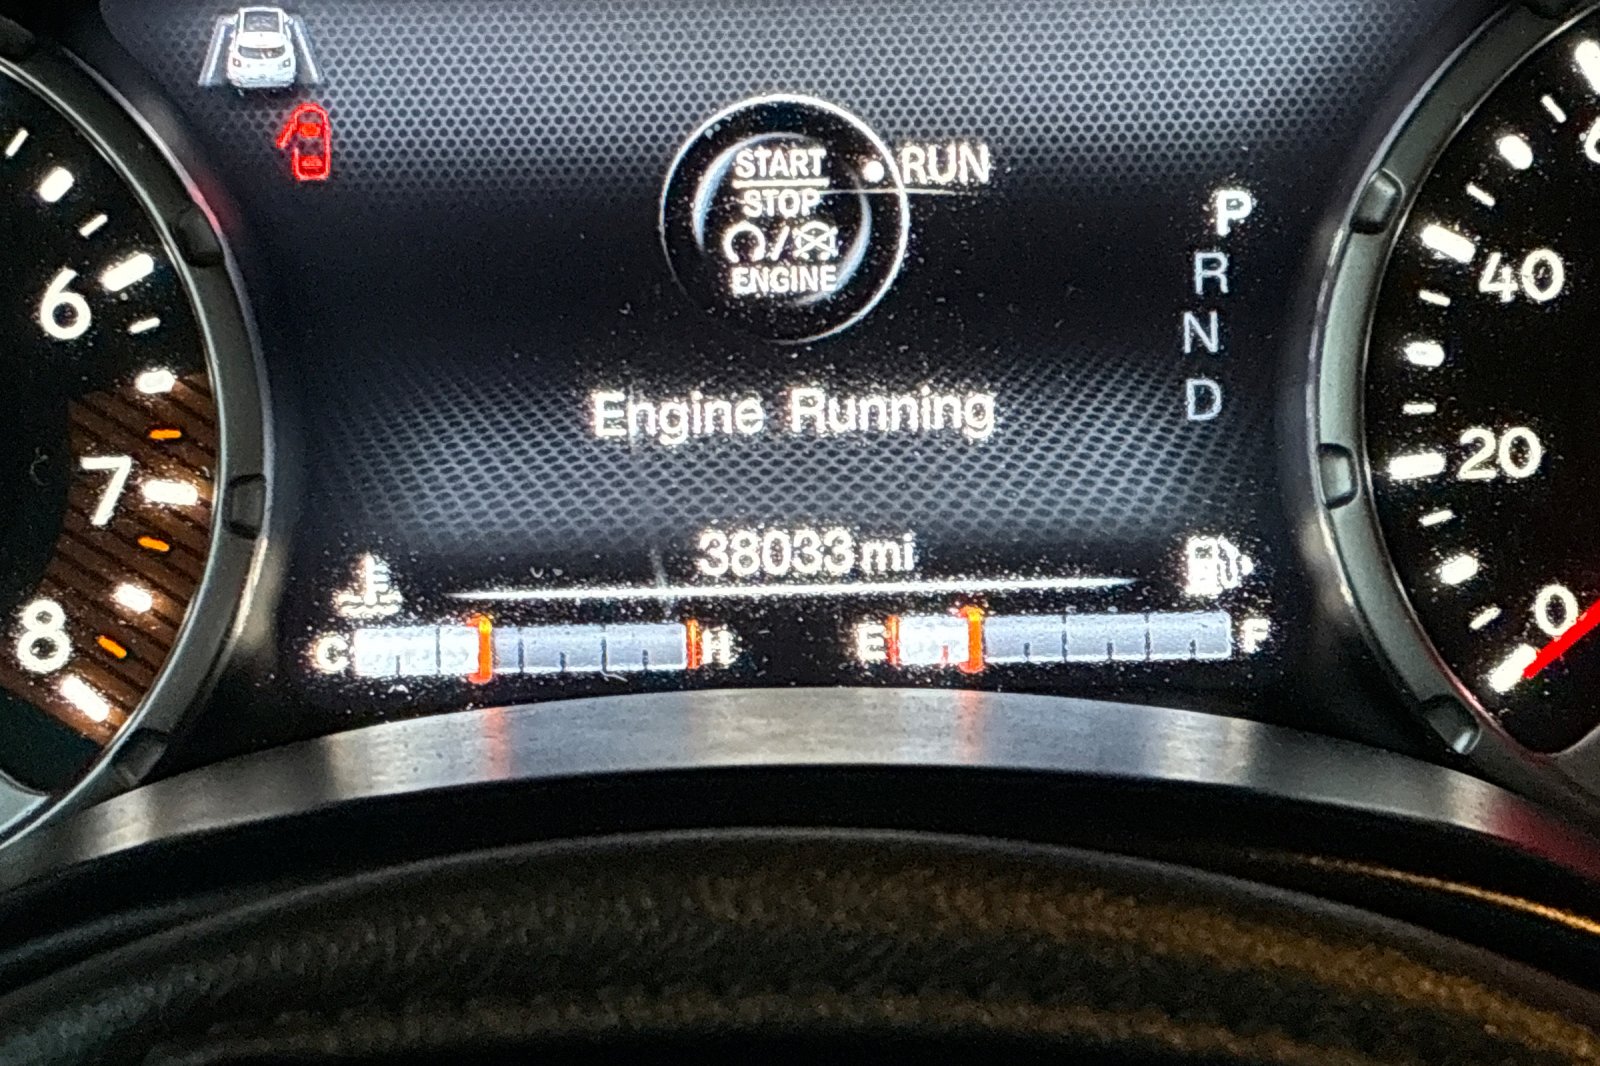 START
STOP
ENGINE
RUN
P
R
N
D
Engine Running
38033 mi
C
H
E
F
6
7
8
40
20
0